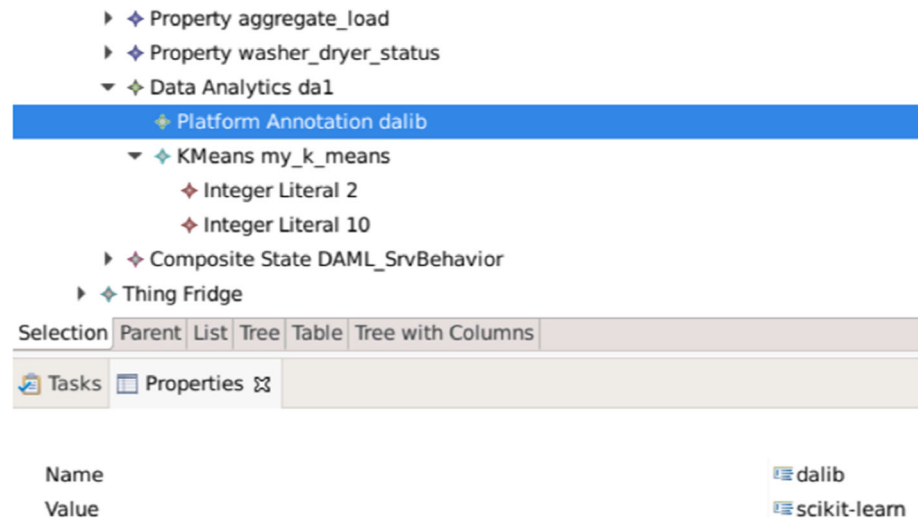 Property aggregate_load
Property washer_dryer_status
Data Analytics da1
Platform Annotation dalib
KMeans my_k_means
Integer Literal 2
Integer Literal 10
Composite State DAML_SrvBehavior
Thing Fridge
Selection Parent List Tree Table Tree with Columns
Tasks Properties
Name dalib
Value scikit-learn